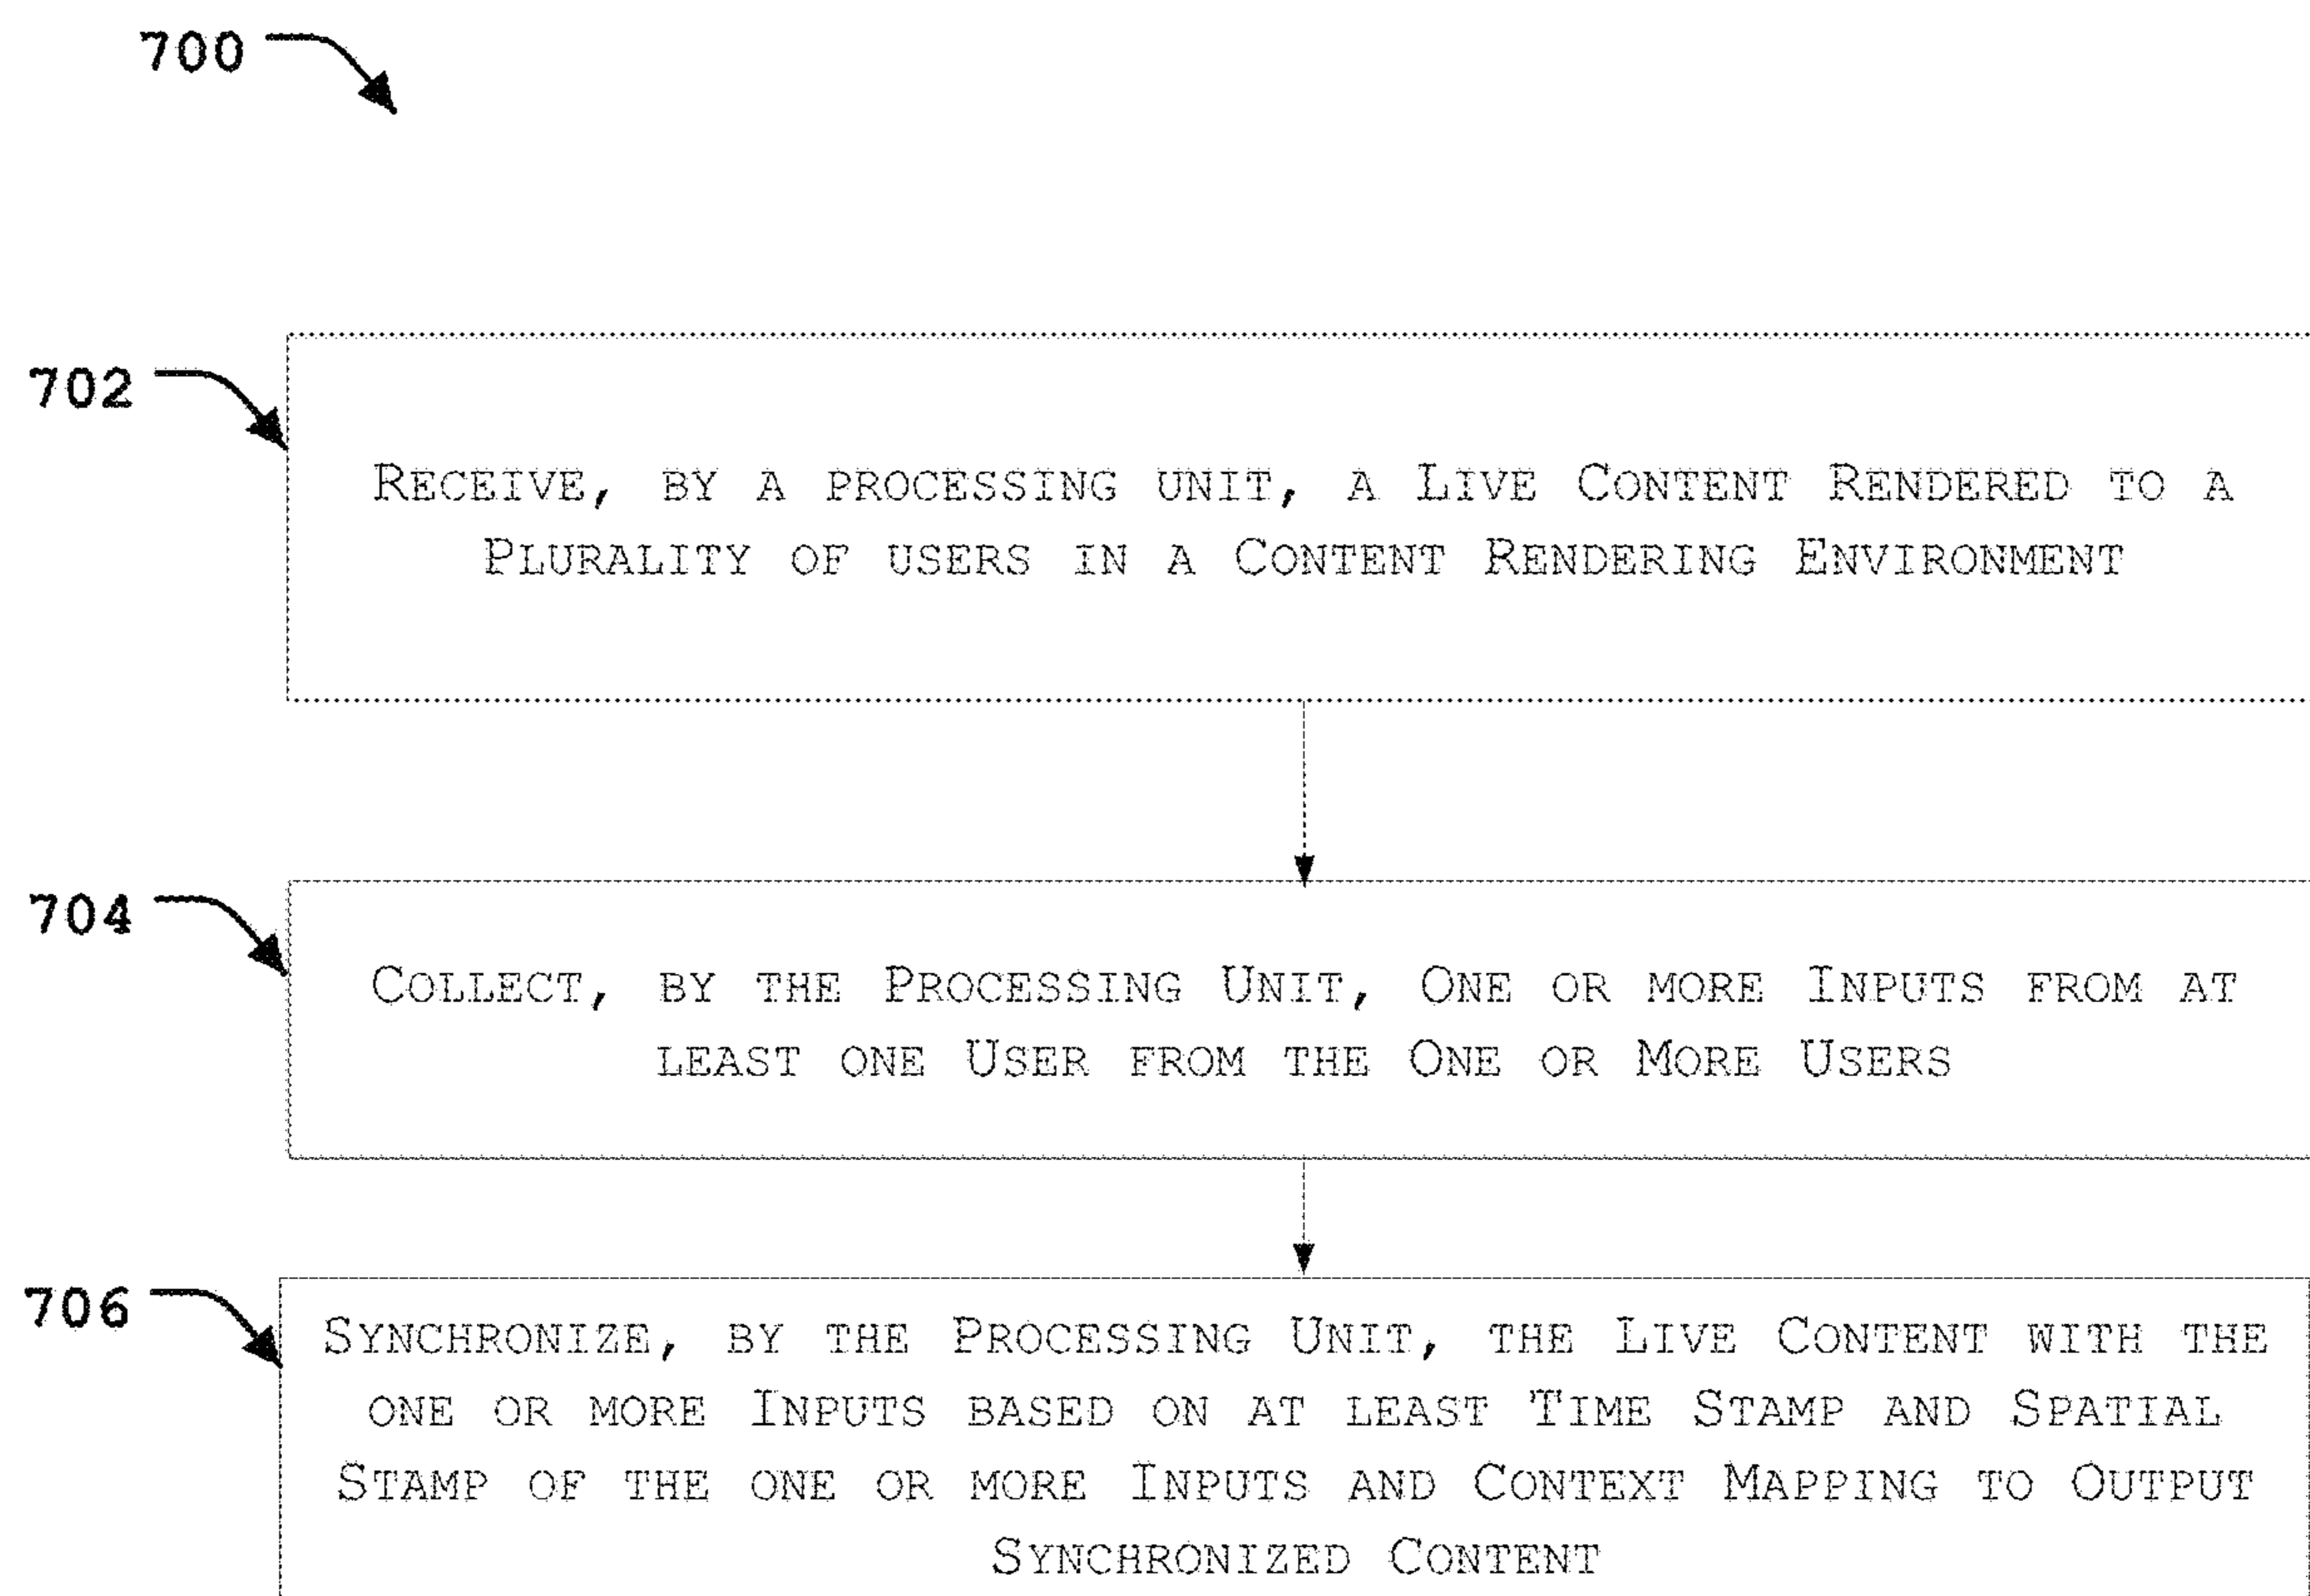 700
702
RECEIVE, BY A PROCESSING UNIT, A LIVE CONTENT RENDERED TO A
PLURALITY OF USERS IN A CONTENT RENDERING ENVIRONMENT
704
COLLECT, BY THE PROCESSING UNIT, ONE OR MORE INPUTS FROM AT
LEAST ONE USER FROM THE ONE OR MORE USERS
706
SYNCHRONIZE, BY THE PROCESSING UNIT, THE LIVE CONTENT WITH THE
ONE OR MORE INPUTS BASED ON AT LEAST TIME STAMP AND SPATIAL
STAMP OF THE ONE OR MORE INPUTS AND CONTEXT MAPPING TO OUTPUT
SYNCHRONIZED CONTENT